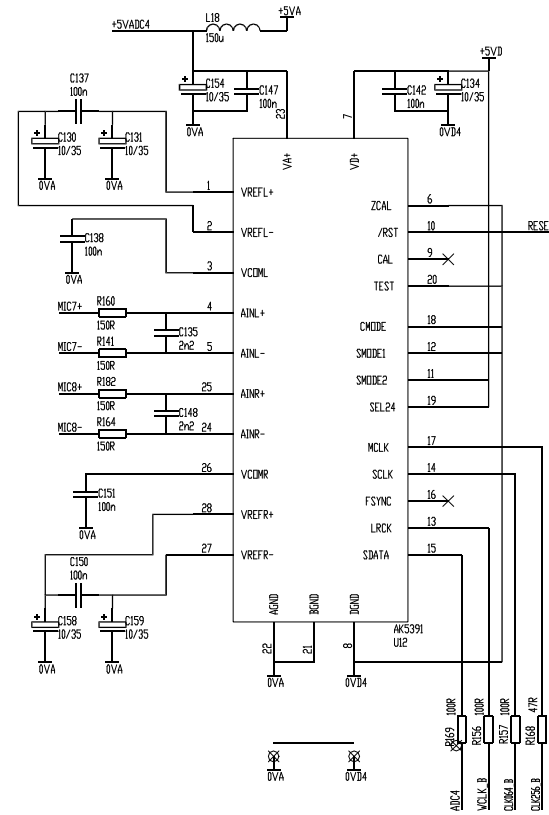 L18
+5VA
+5VADC4
150u
+5VD
C137
100n
C154
10/35
C147
100n
23
7
C142
100n
C134
10/35
0VA
0VD4
C130
10/35
C131
10/35
VA+
VD+
0VA
0VA
1 VREFL+
ZCAL 6
2 VREFL-
/RST 10 RESE
C138
100n
CAL 9
3 VCOML
TEST 20
0VA
MIC7+ R160
150R
4 AINL+
C135
2n2
CMODE 18
MIC7- R141
150R
5 AINL-
SMODE1 12
MIC8+ R182
150R
25 AINR+
SMODE2 11
C148
2n2
SEL24 19
MIC8- R164
150R
24 AINR-
MCLK 17
26 VCOMR
SCLK 14
C151
100n
FSYNC 16
28 VREFR+
LRCK 13
0VA
C150
100n
27 VREFR-
SDATA 15
C158
10/35
C159
10/35
AGND
BGND
DGND
AK5391
U12
22
21
8
0VA
0VA
0VA
0VD4
100R
100R
100R
47R
R169
R156
R157
R168
0VA
0VD4
ADC4
VCLK_B
CLK064_B
CLK256_B